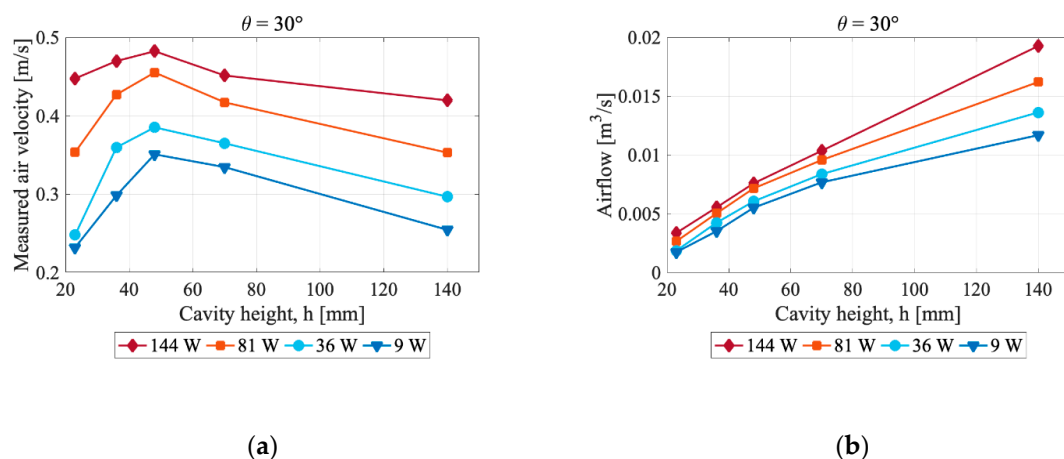 θ = 30°
Measured air velocity [m/s]
0.5
0.4
0.3
0.2
20 40 60 80 100 120 140
Cavity height, h [mm]
144 W 81 W 36 W 9 W
(a)
θ = 30°
Airflow [m³/s]
0.02
0.015
0.01
0.005
0
20 40 60 80 100 120 140
Cavity height, h [mm]
144 W 81 W 36 W 9 W
(b)